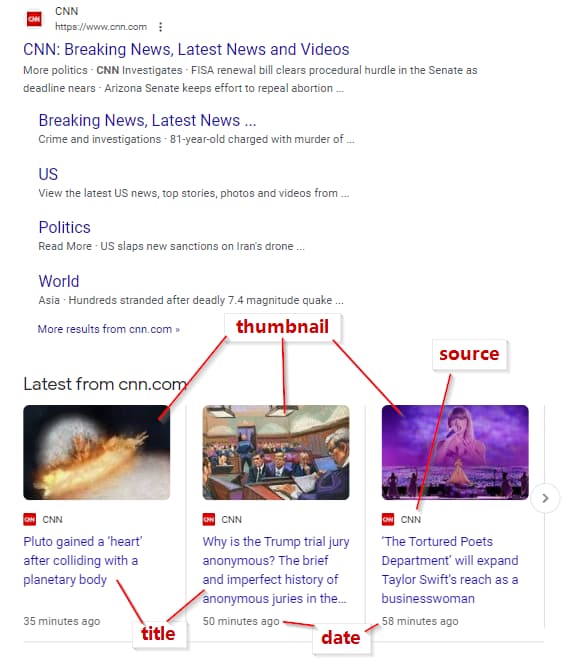 CNN
CNN
https://www.cnn.com
CNN: Breaking News, Latest News and Videos
More politics · CNN Investigates · FISA renewal bill clears procedural hurdle in the Senate as
deadline nears · Arizona Senate keeps effort to repeal abortion ...
Breaking News, Latest News ...
Crime and investigations · 81-year-old charged with murder of ...
US
View the latest US news, top stories, photos and videos from ...
Politics
Read More · US slaps new sanctions on Iran's drone ...
World
Asia · Hundreds stranded after deadly 7.4 magnitude quake ...
More results from cnn.com »
thumbnail
source
Latest from cnn.com
CNN CNN
Pluto gained a 'heart'
after colliding with a
planetary body
35 minutes ago
CNN CNN
Why is the Trump trial jury
anonymous? The brief
and imperfect history of
anonymous juries in the...
50 minutes ago
CNN CNN
'The Tortured Poets
Department' will expand
Taylor Swift's reach as a
businesswoman
58 minutes ago
title
date